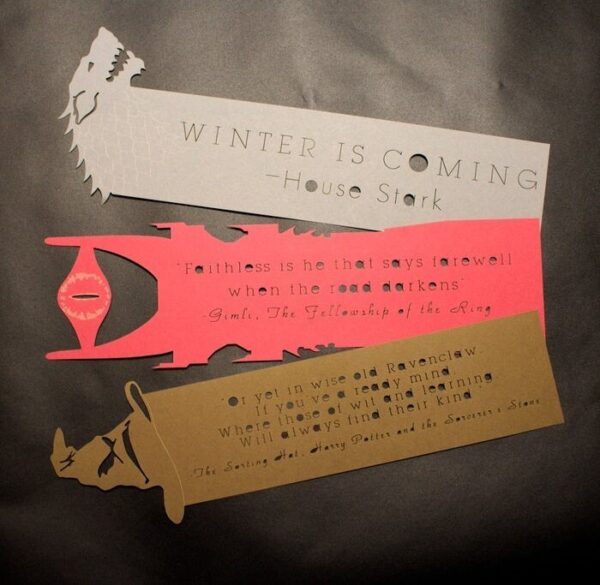 WINTER IS COMING
—House Stark
"Faithless is he that says farewell
when the road darkens"
-Gimli, The Fellowship of the Ring
"Or yet in wise old Ravenclaw,
If you've a ready mind
Where those of wit and learning,
Will always find their kind"
-The Sorting Hat, Harry Potter and the Sorcerer's Stone